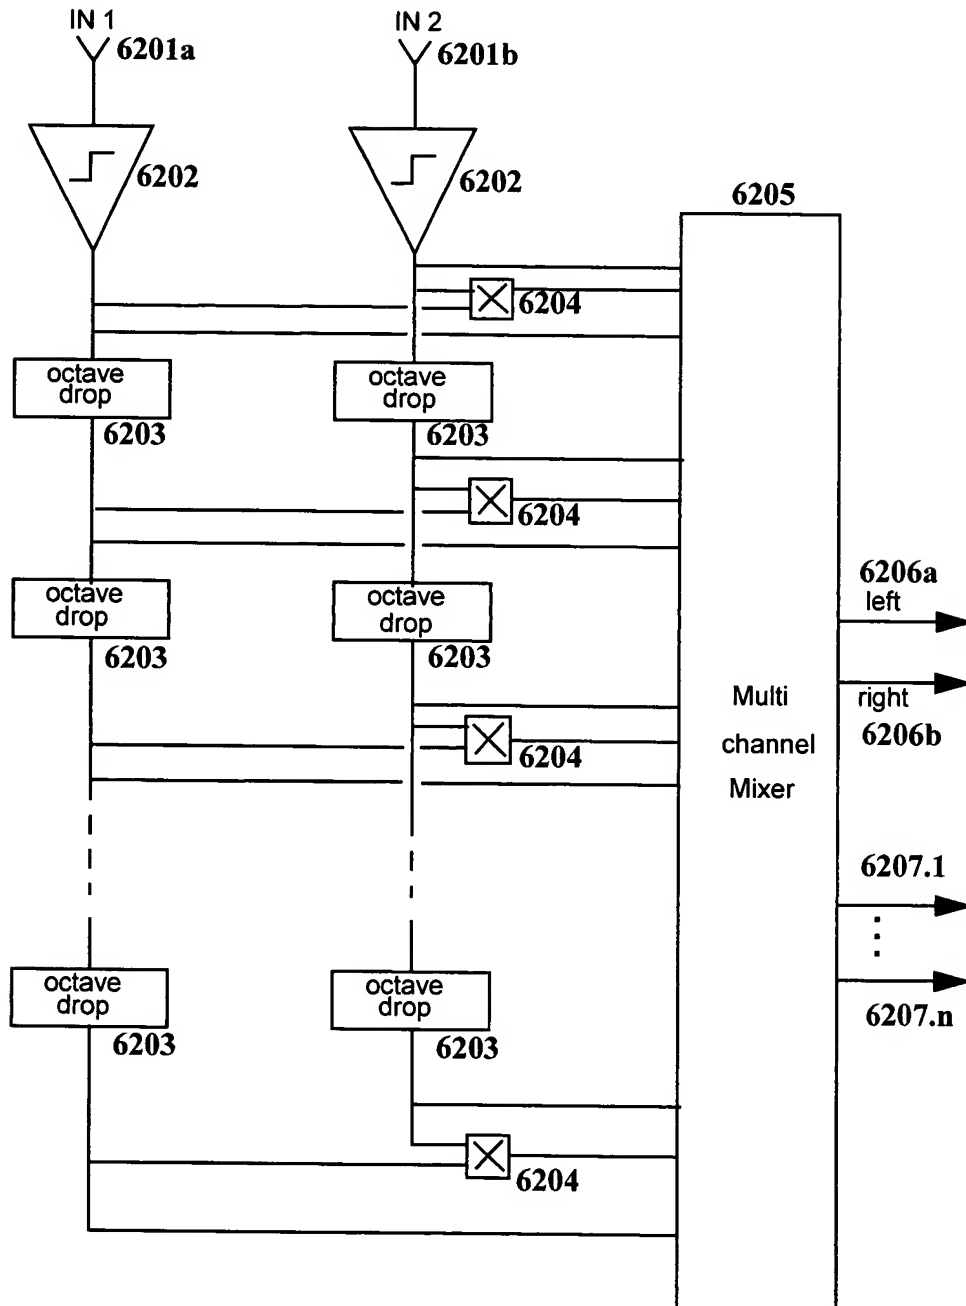 IN 1
6201a
IN 2
6201b
6202
6202
6205
6204
octave
drop
6203
octave
drop
6203
6204
octave
drop
6203
octave
drop
6203
6206a
left
right
6206b
Multi
channel
Mixer
6204
6207.1
6207.n
octave
drop
6203
octave
drop
6203
6204